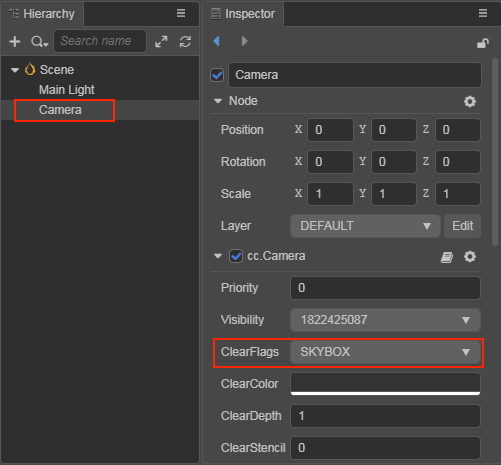 Hierarchy
Search name
Scene
Main Light
Camera
Inspector
Camera
Node
Position X 0 Y 0 Z 0
Rotation X 0 Y 0 Z 0
Scale X 1 Y 1 Z 1
Layer DEFAULT Edit
cc.Camera
Priority 0
Visibility 1822425087
ClearFlags SKYBOX
ClearColor
ClearDepth 1
ClearStencil 0